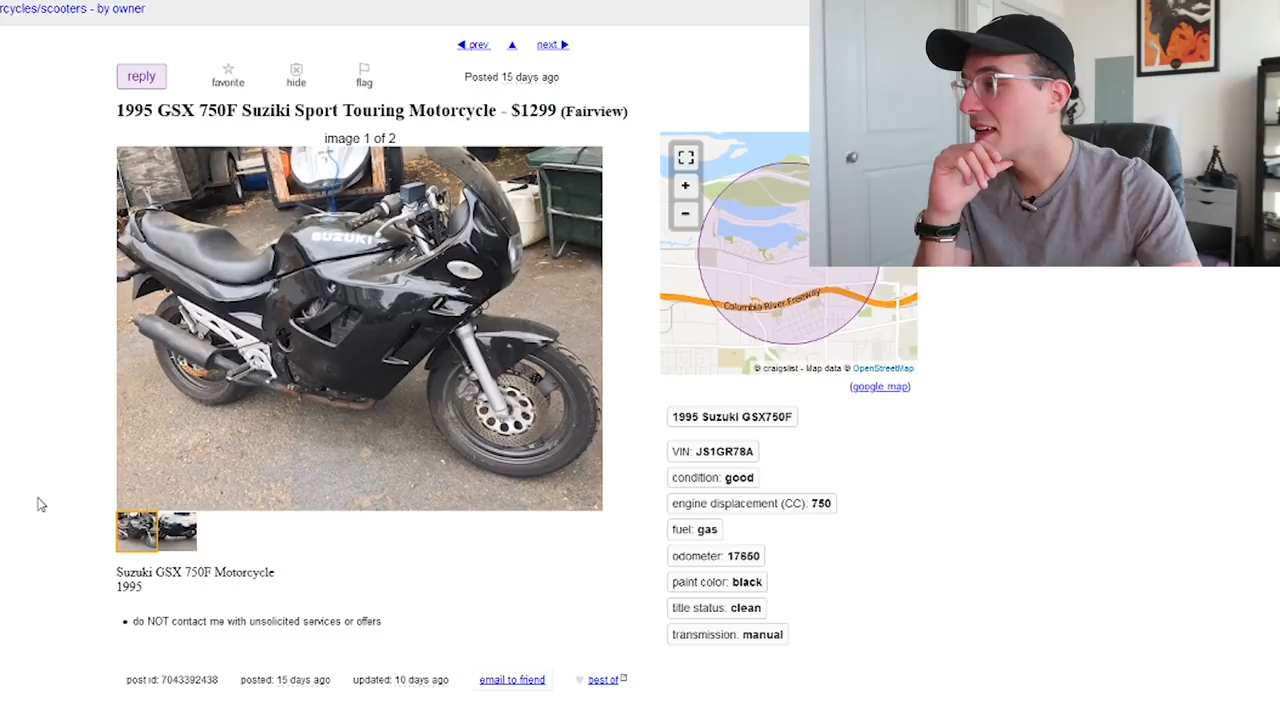 rcycles/scooters - by owner
◀ prev ▲ next ▶
reply favorite hide flag Posted 15 days ago
1995 GSX 750F Suziki Sport Touring Motorcycle - $1299 (Fairview)
image 1 of 2
SUZUKI
+
-
Columbia River Freeway
© craigslist - Map data © OpenStreetMap
(google map)
1995 Suzuki GSX750F
VIN: JS1GR78A
condition: good
engine displacement (CC): 750
fuel: gas
odometer: 17650
paint color: black
title status: clean
transmission: manual
Suzuki GSX 750F Motorcycle
1995
• do NOT contact me with unsolicited services or offers
post id: 7043392438 posted: 15 days ago updated: 10 days ago email to friend ♥ best of